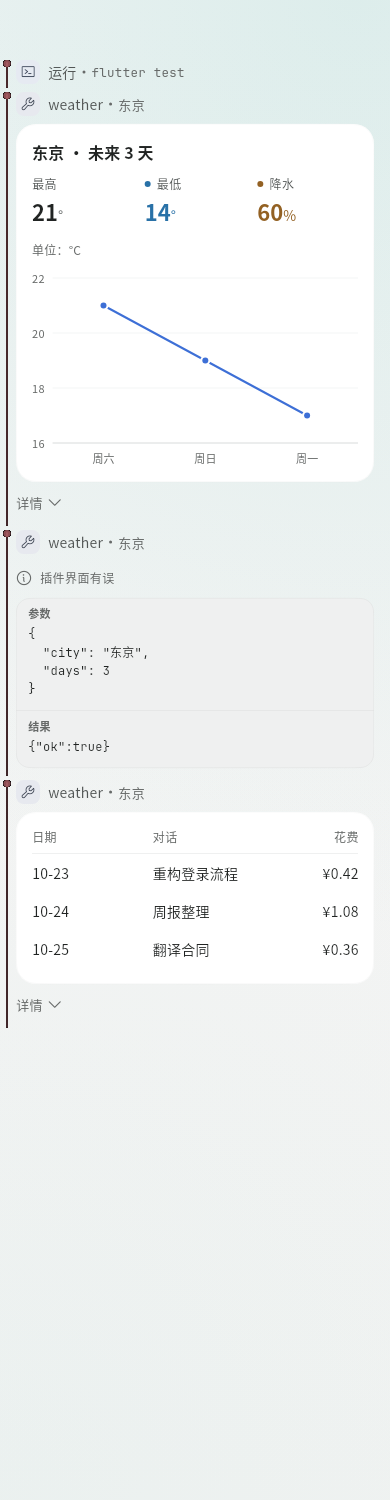 运行・flutter test
weather・东京
东京 ・ 未来 3 天
最高 最低 降水
21° 14° 60%
单位: °C
22
20
18
16
周六 周日 周一
详情
weather・东京
插件界面有误
参数
{
  "city": "东京",
  "days": 3
}
结果
{"ok":true}
weather・东京
日期 对话 花费
10-23 重构登录流程 ¥0.42
10-24 周报整理 ¥1.08
10-25 翻译合同 ¥0.36
详情